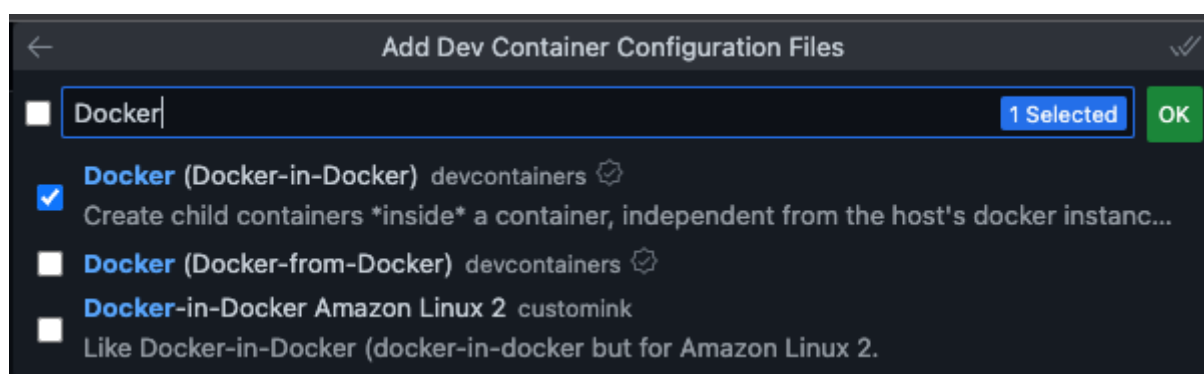 Add Dev Container Configuration Files
Docker 1 Selected OK
Docker (Docker-in-Docker) devcontainers
Create child containers *inside* a container, independent from the host's docker instanc...
Docker (Docker-from-Docker) devcontainers
Docker-in-Docker Amazon Linux 2 customink
Like Docker-in-Docker (docker-in-docker but for Amazon Linux 2.